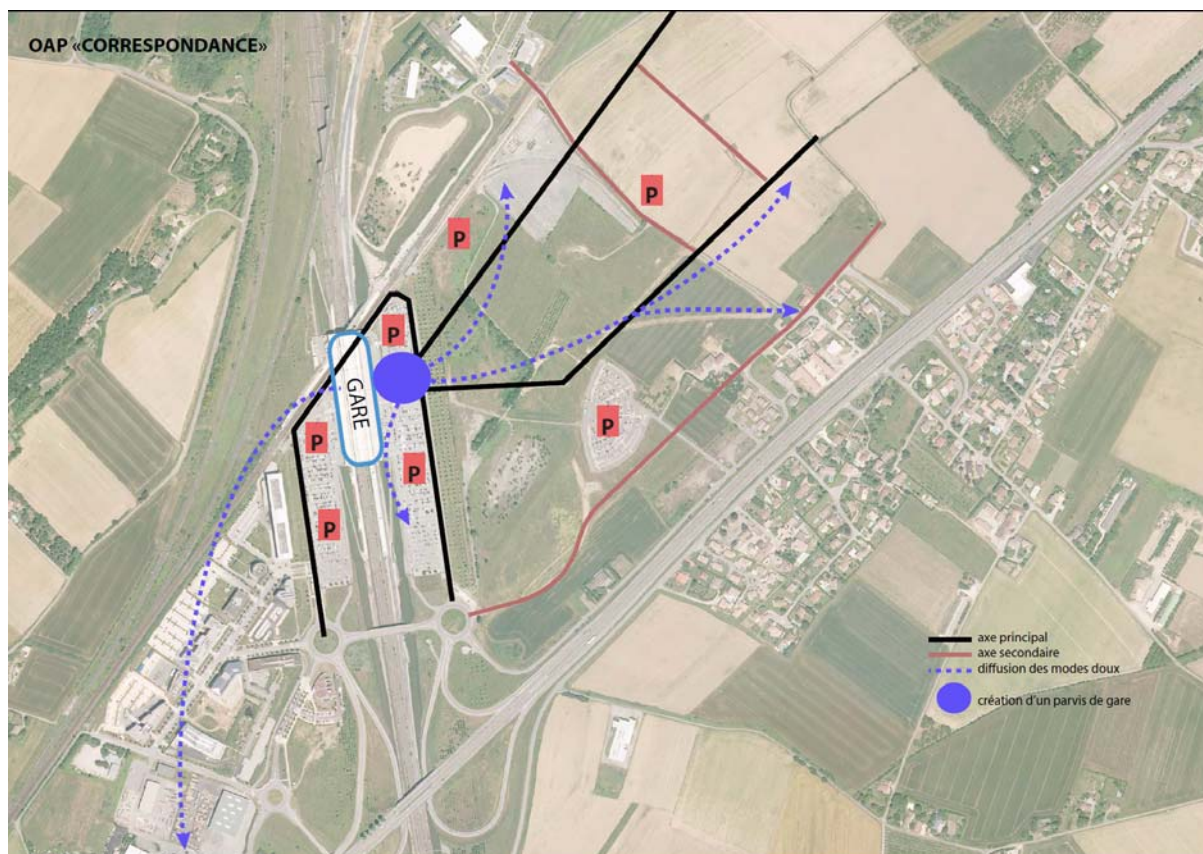 OAP «CORRESPONDANCE»
P
P
P
GARE
P
P
P
P
axe principal
axe secondaire
diffusion des modes doux
création d'un parvis de gare